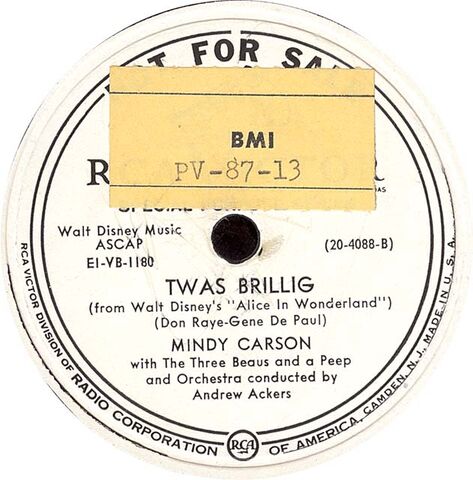 FOR SA
BMI
PV-87-13
Walt Disney Music
ASCAP
E1-VB-1180
(20-4088-B)
TWAS BRILLIG
(from Walt Disney's "Alice In Wonderland")
(Don Raye-Gene De Paul)
MINDY CARSON
with The Three Beaus and a Peep
and Orchestra conducted by
Andrew Ackers
RCA VICTOR DIVISION OF RADIO CORPORATION OF AMERICA, CAMDEN, N. J. MADE IN U. S. A.
RCA